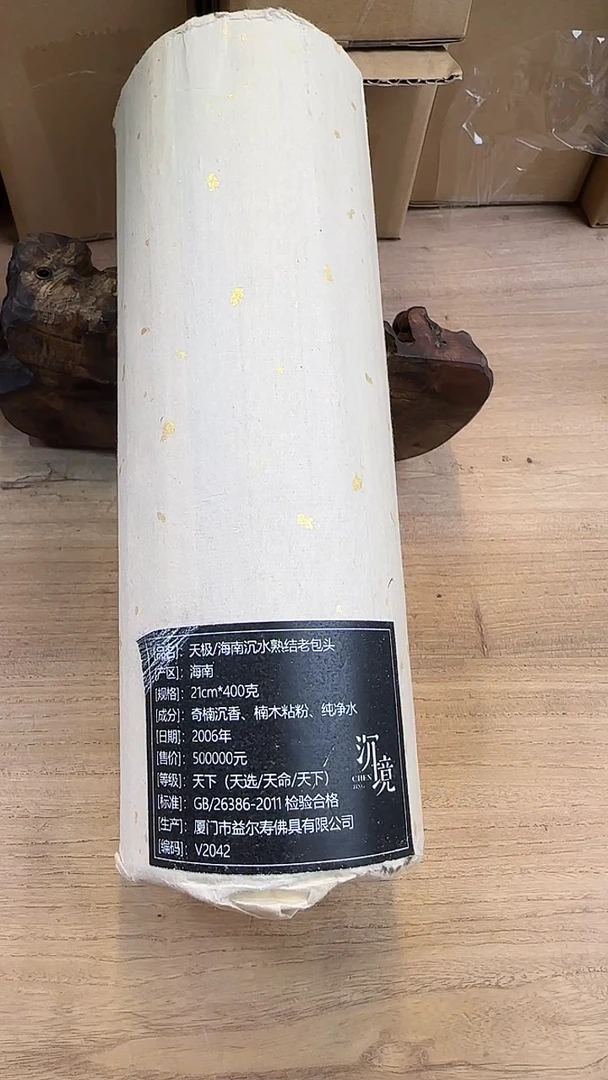 [品名]：天极/海南沉水熟结老包头
[产区]：海南
[规格]：21cm*400克
[成分]：奇楠沉香、楠木粘粉、纯净水
[日期]：2006年
[售价]：500000元
[等级]：天下（天选/天命/天下）
[标准]：GB/26386-2011 检验合格
[生产]：厦门市益尔寿佛具有限公司
[编码]：V2042
沉境
CHEN
JING